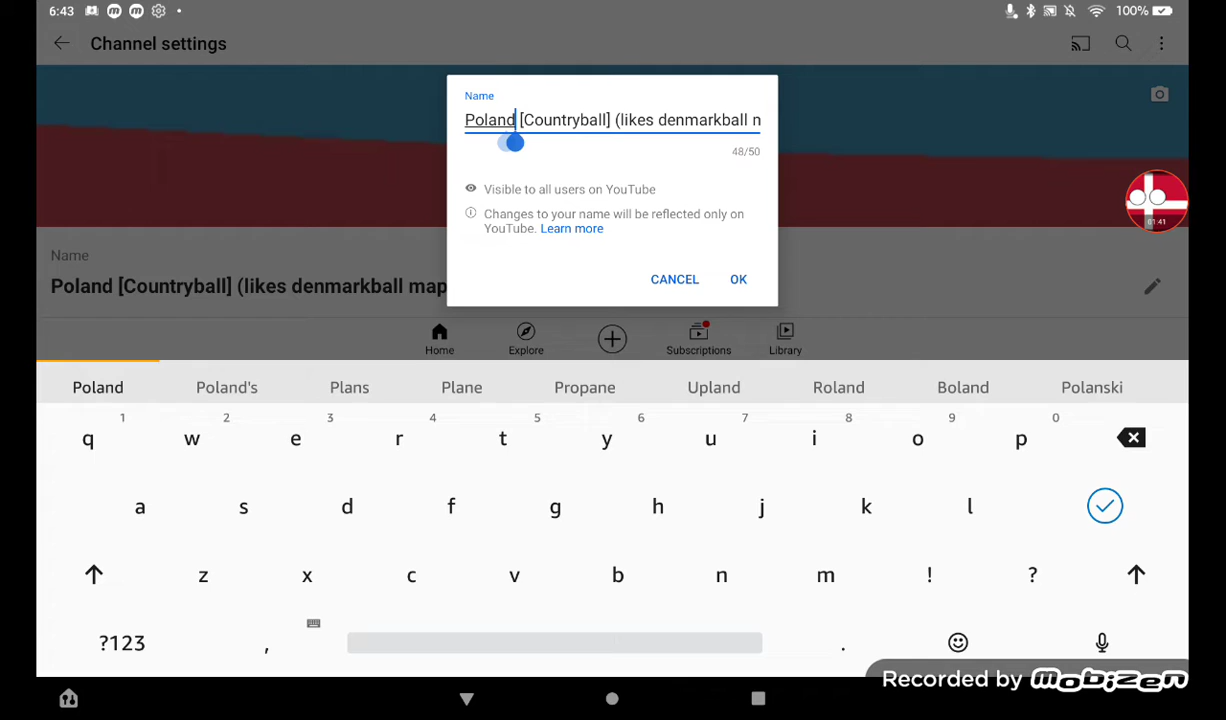 6:43 100%
Channel settings
Name
Poland [Countryball] (likes denmarkball n
48/50
Visible to all users on YouTube
Changes to your name will be reflected only on
YouTube. Learn more
01:41
CANCEL OK
Name
Poland [Countryball] (likes denmarkball map
Home Explore Subscriptions Library
Poland Poland's Plans Plane Propane Upland Roland Boland Polanski
1 2 3 4 5 6 7 8 9 0
q w e r t y u i o p
a s d f g h j k l
z x c v b n m ! ?
?123 , .
Recorded by mobizen